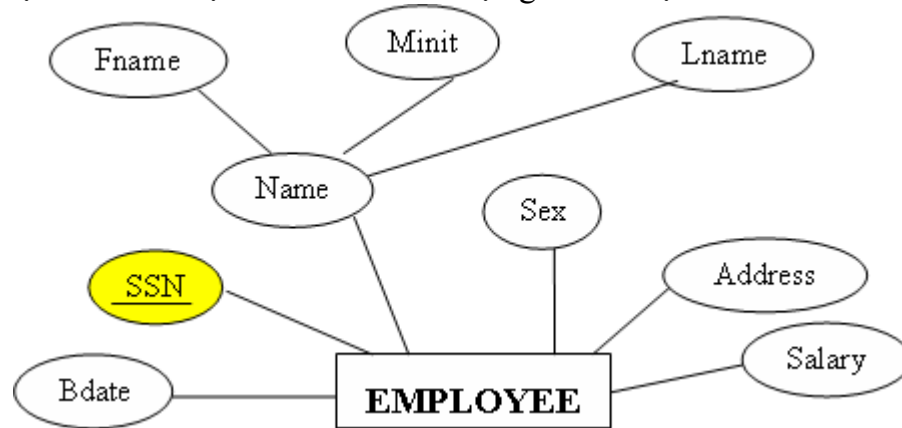 Minit
Fname
Lname
Name
Sex
SSN
Address
Salary
Bdate
EMPLOYEE